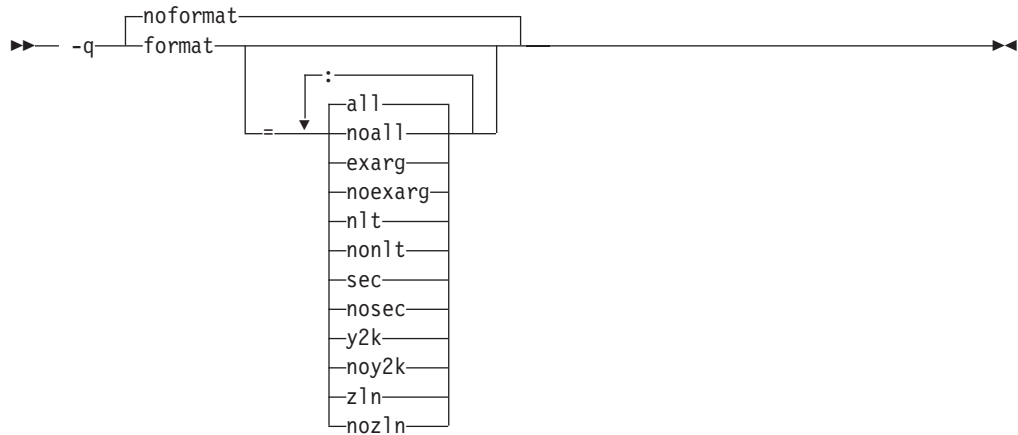 noformat
►►— -q format ►◄
:
all
= noall
exarg
noexarg
nlt
nonlt
sec
nosec
y2k
noy2k
zln
nozln